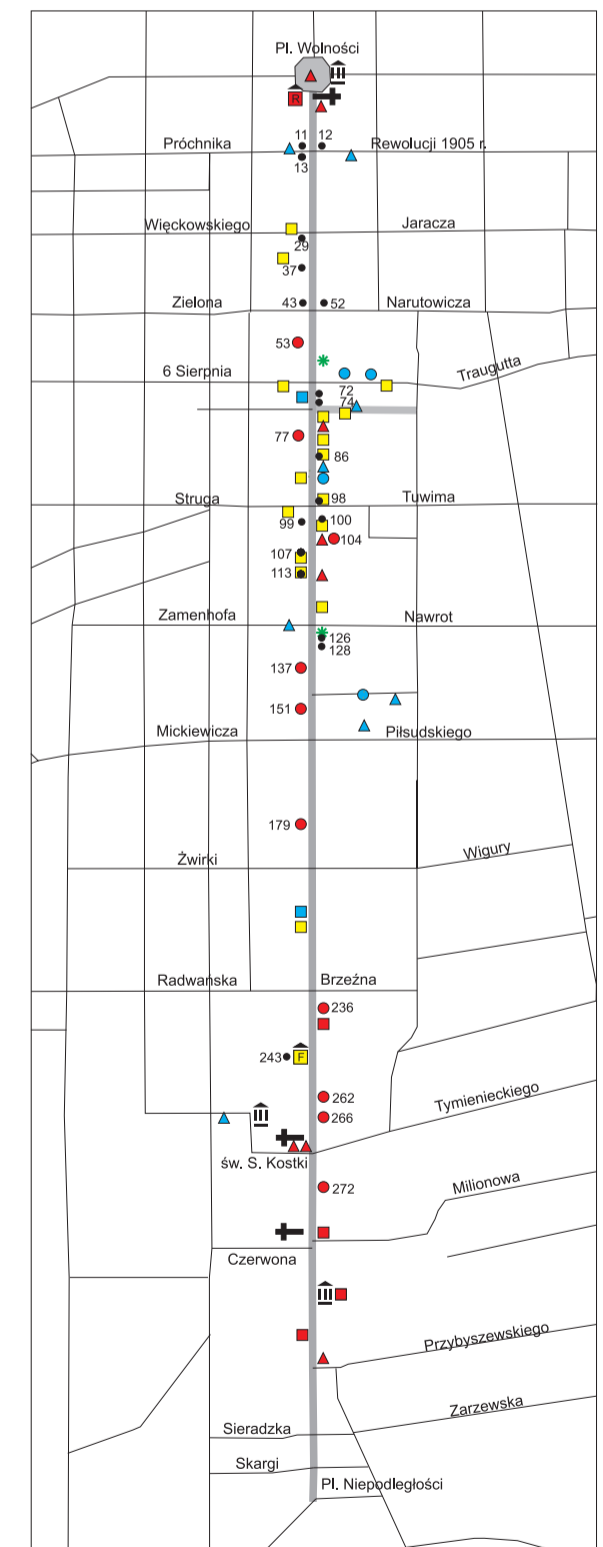 Pl. Wolności
R
11 12
Próchnika Rewolucji 1905 r.
13
Więckowskiego Jaracza
29
37
Zielona 43 52 Narutowicza
53
6 Sierpnia Traugutta
72
74
77
86
Struga 98 Tuwima
99 100
104
107
113
Zamenhofa Nawrot
126
128
137
151
Mickiewicza Piłsudskiego
179
Żwirki Wigury
Radwańska Brzeźna
236
243 F
262 Tymienieckiego
266
św. S. Kostki
272 Milionowa
Czerwona
Przybyszewskiego
Zarzewska
Sieradzka
Skargi
Pl. Niepodległości